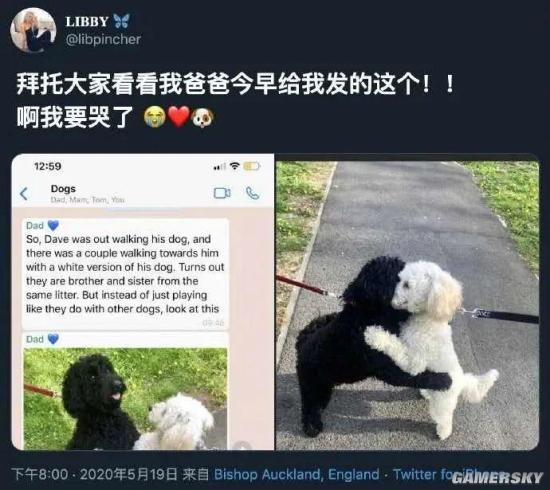 LIBBY
@libpincher
拜托大家看看我爸爸今早给我发的这个！！
啊我要哭了
12:59
Dogs
Dad, Mam, Tom, You
Dad
So, Dave was out walking his dog, and
there was a couple walking towards him
with a white version of his dog. Turns out
they are brother and sister from the
same litter. But instead of just playing
like they do with other dogs, look at this
09:46
Dad
下午8:00 · 2020年5月19日 来自 Bishop Auckland, England · Twitter for iPhone
GAMERSKY